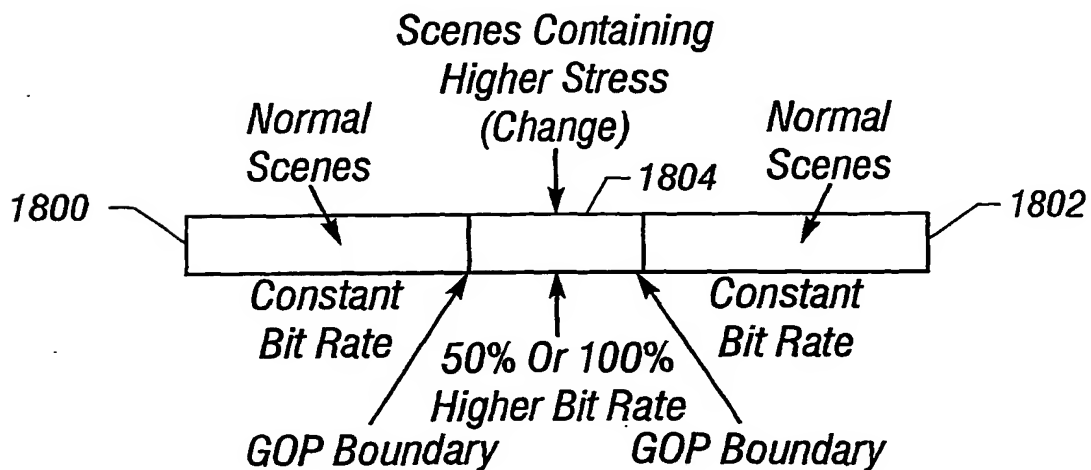 Scenes Containing
Higher Stress
(Change)
Normal
Scenes
Normal
Scenes
1800
1804
1802
Constant
Bit Rate
50% Or 100%
Higher Bit Rate
Constant
Bit Rate
GOP Boundary
GOP Boundary